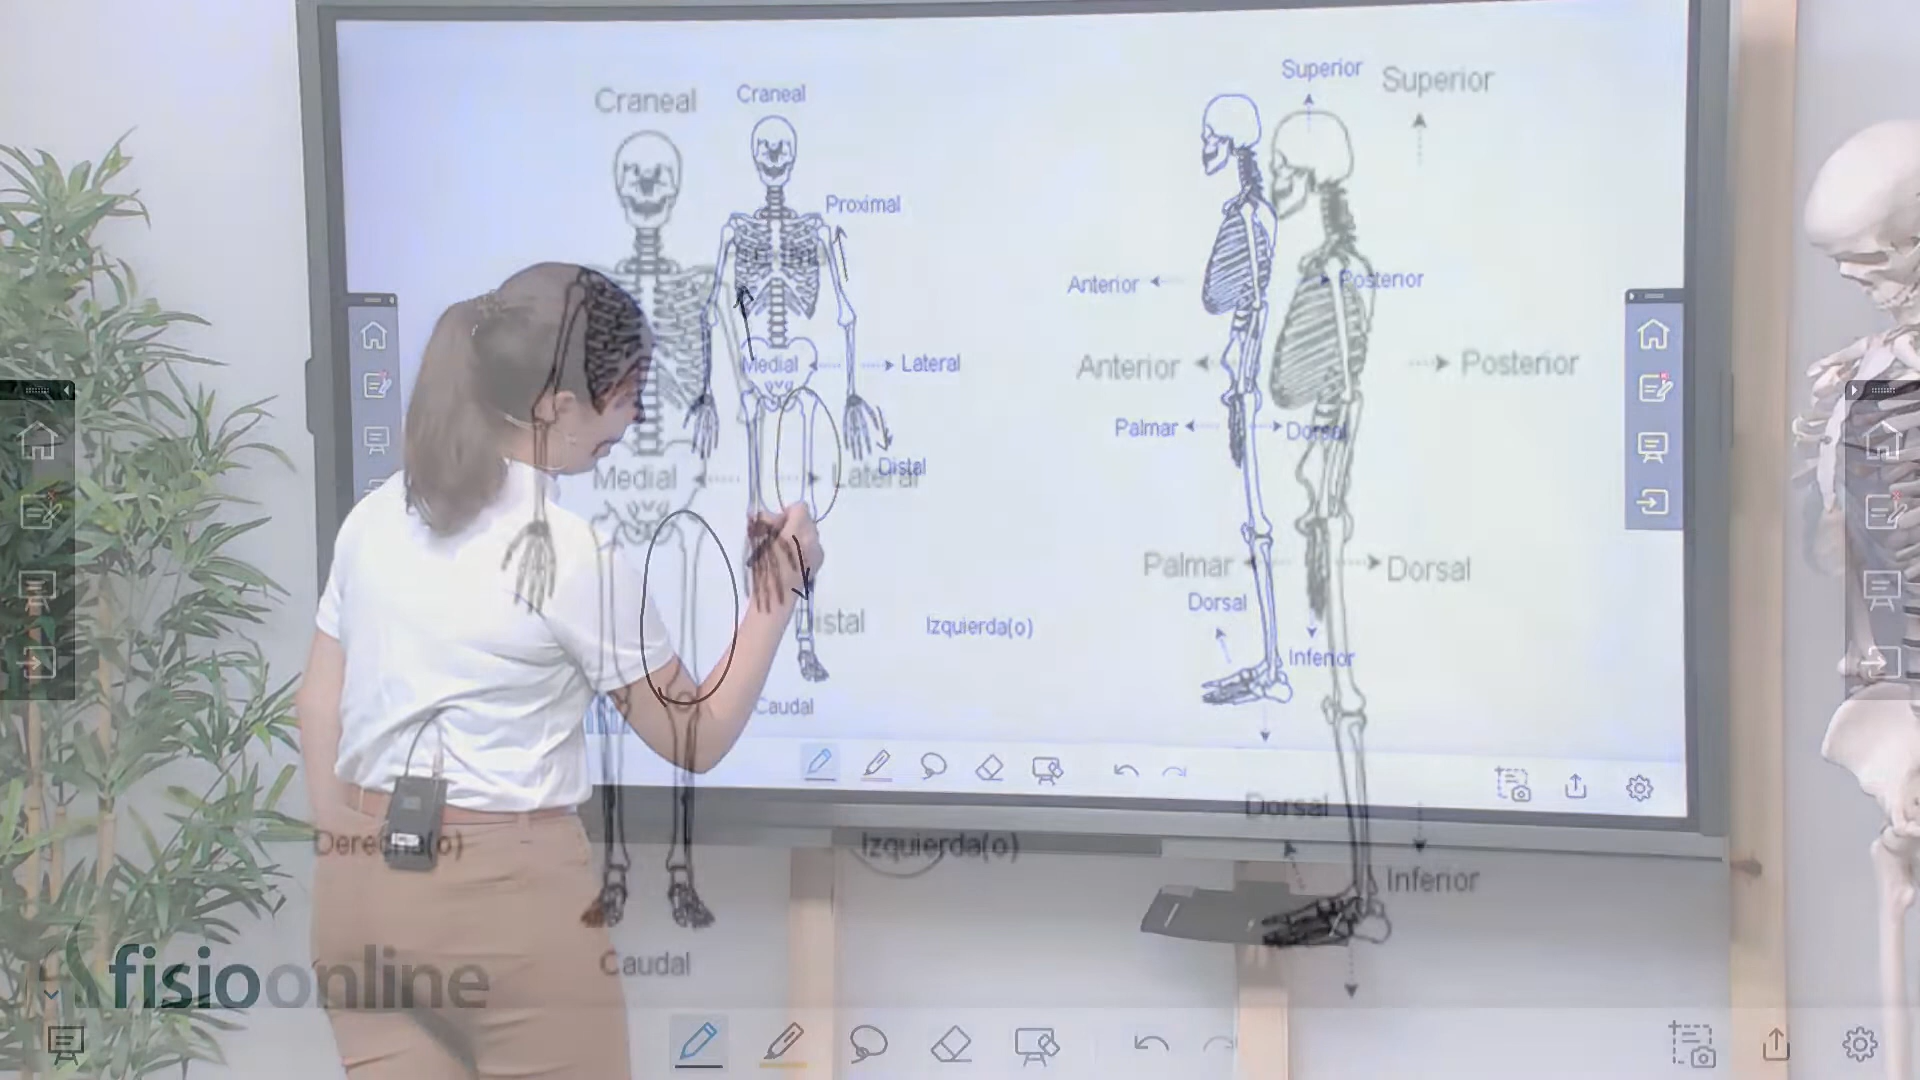 Craneal
Craneal
Superior
Superior
Proximal
Anterior
Posterior
Medial
Lateral
Anterior
Posterior
Palmar
Dorsal
Medial
Lateral
Distal
Palmar
Dorsal
Dorsal
Distal
Izquierda(o)
Inferior
Caudal
Dorsal
Derecha(o)
Izquierda(o)
Inferior
Caudal
fisioonline